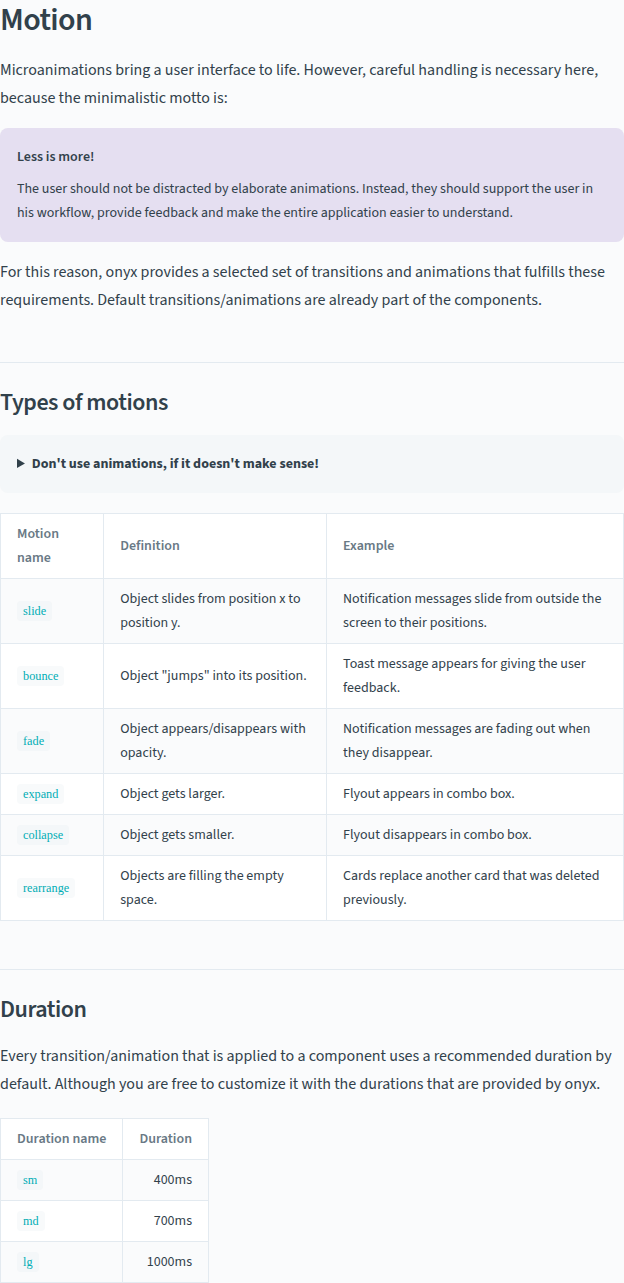 Motion
Microanimations bring a user interface to life. However, careful handling is necessary here,
because the minimalistic motto is:
Less is more!
The user should not be distracted by elaborate animations. Instead, they should support the user in
his workflow, provide feedback and make the entire application easier to understand.
For this reason, onyx provides a selected set of transitions and animations that fulfills these
requirements. Default transitions/animations are already part of the components.
Types of motions
Don't use animations, if it doesn't make sense!
Motion
name
Definition
Example
slide
Object slides from position x to
position y.
Notification messages slide from outside the
screen to their positions.
bounce
Object "jumps" into its position.
Toast message appears for giving the user
feedback.
fade
Object appears/disappears with
opacity.
Notification messages are fading out when
they disappear.
expand
Object gets larger.
Flyout appears in combo box.
collapse
Object gets smaller.
Flyout disappears in combo box.
rearrange
Objects are filling the empty
space.
Cards replace another card that was deleted
previously.
Duration
Every transition/animation that is applied to a component uses a recommended duration by
default. Although you are free to customize it with the durations that are provided by onyx.
Duration name
Duration
sm
400ms
md
700ms
lg
1000ms